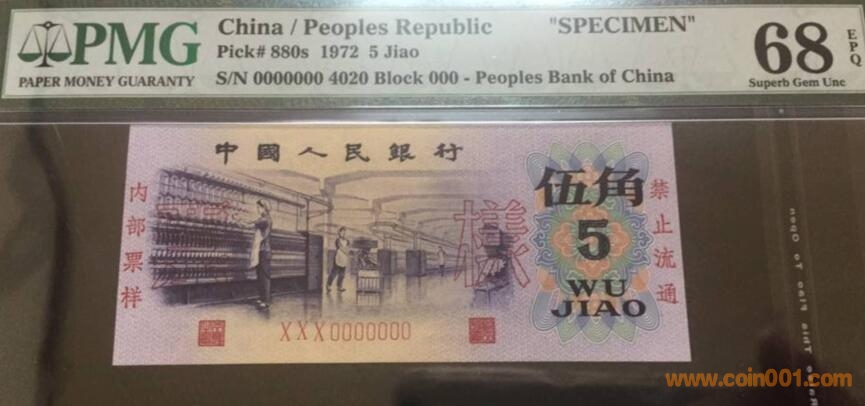 PMG
PAPER MONEY GUARANTY
China / Peoples Republic "SPECIMEN"
Pick# 880s 1972 5 Jiao
S/N 0000000 4020 Block 000 - Peoples Bank of China
68 EPQ
Superb Gem Unc
中國人民銀行
内部票样
樣
伍角
5
WU
JIAO
禁止流通
XXX0000000
www.coin001.com